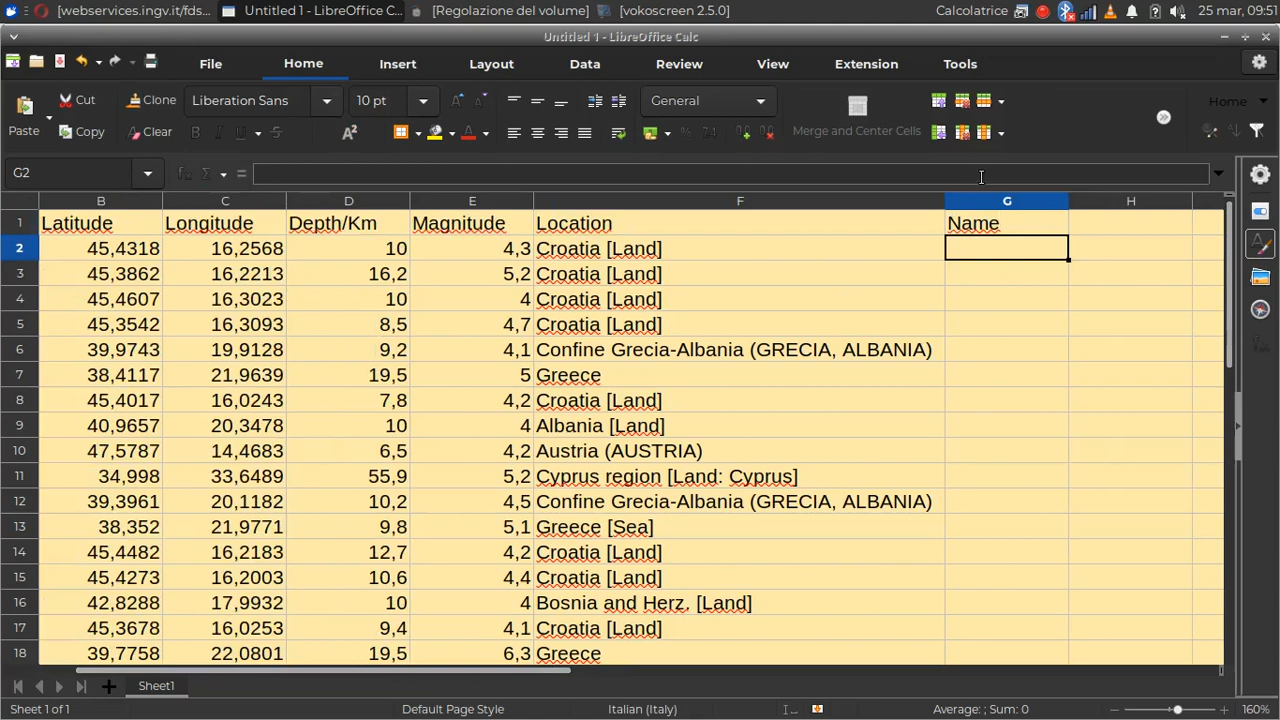 [webservices.ingv.it/fds... Untitled 1 - LibreOffice C... [Regolazione del volume] [vokoscreen 2.5.0] Calcolatrice 25 mar, 09:51
Untitled 1 - LibreOffice Calc
File Home Insert Layout Data Review View Extension Tools
Paste Cut Clone Liberation Sans 10 pt General Home
Copy Clear B I U S Merge and Center Cells
G2
B C D E F G H
1 Latitude Longitude Depth/Km Magnitude Location Name
2 45,4318 16,2568 10 4,3 Croatia [Land]
3 45,3862 16,2213 16,2 5,2 Croatia [Land]
4 45,4607 16,3023 10 4 Croatia [Land]
5 45,3542 16,3093 8,5 4,7 Croatia [Land]
6 39,9743 19,9128 9,2 4,1 Confine Grecia-Albania (GRECIA, ALBANIA)
7 38,4117 21,9639 19,5 5 Greece
8 45,4017 16,0243 7,8 4,2 Croatia [Land]
9 40,9657 20,3478 10 4 Albania [Land]
10 47,5787 14,4683 6,5 4,2 Austria (AUSTRIA)
11 34,998 33,6489 55,9 5,2 Cyprus region [Land: Cyprus]
12 39,3961 20,1182 10,2 4,5 Confine Grecia-Albania (GRECIA, ALBANIA)
13 38,352 21,9771 9,8 5,1 Greece [Sea]
14 45,4482 16,2183 12,7 4,2 Croatia [Land]
15 45,4273 16,2003 10,6 4,4 Croatia [Land]
16 42,8288 17,9932 10 4 Bosnia and Herz. [Land]
17 45,3678 16,0253 9,4 4,1 Croatia [Land]
18 39,7758 22,0801 19,5 6,3 Greece
Sheet1
Sheet 1 of 1 Default Page Style Italian (Italy) Average: ; Sum: 0 160%